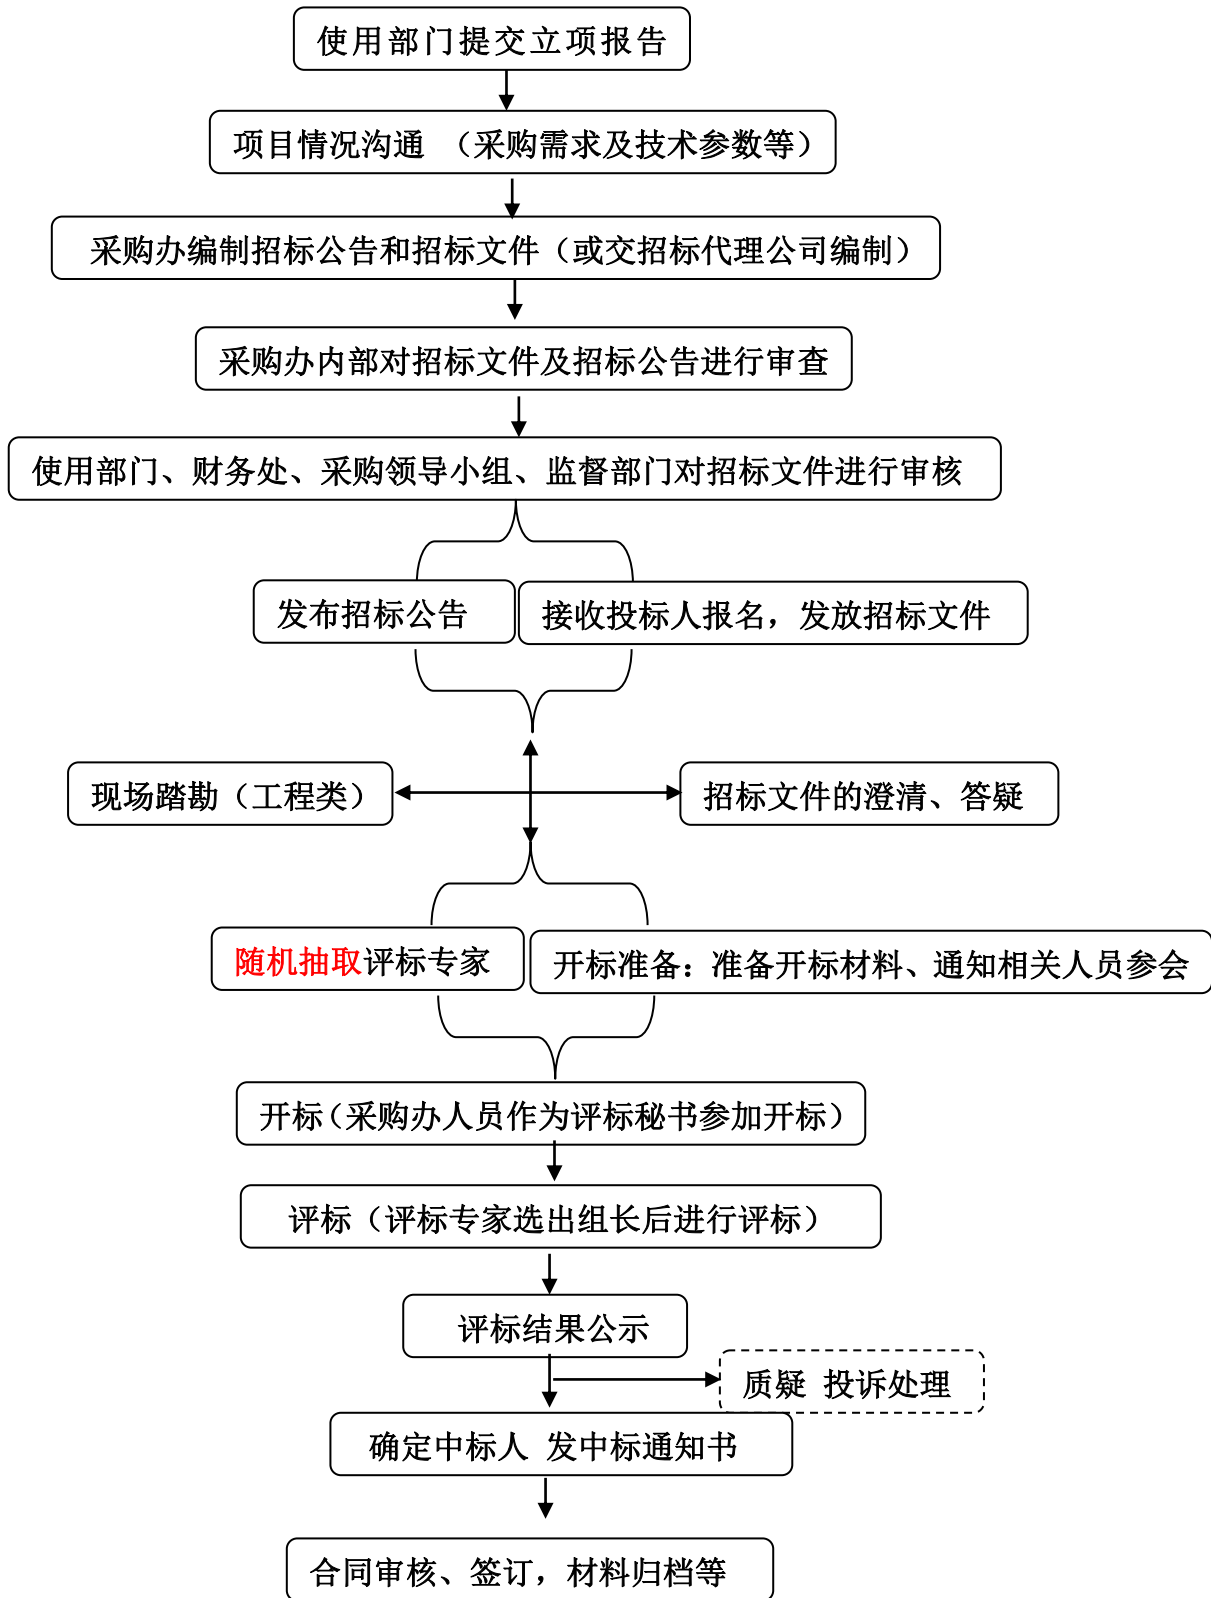 使用部门提交立项报告
项目情况沟通 （采购需求及技术参数等）
采购办编制招标公告和招标文件（或交招标代理公司编制）
采购办内部对招标文件及招标公告进行审查
使用部门、财务处、采购领导小组、监督部门对招标文件进行审核
发布招标公告
接收投标人报名，发放招标文件
现场踏勘（工程类）
招标文件的澄清、答疑
随机抽取评标专家
开标准备：准备开标材料、通知相关人员参会
开标（采购办人员作为评标秘书参加开标）
评标（评标专家选出组长后进行评标）
评标结果公示
质疑 投诉处理
确定中标人 发中标通知书
合同审核、签订，材料归档等